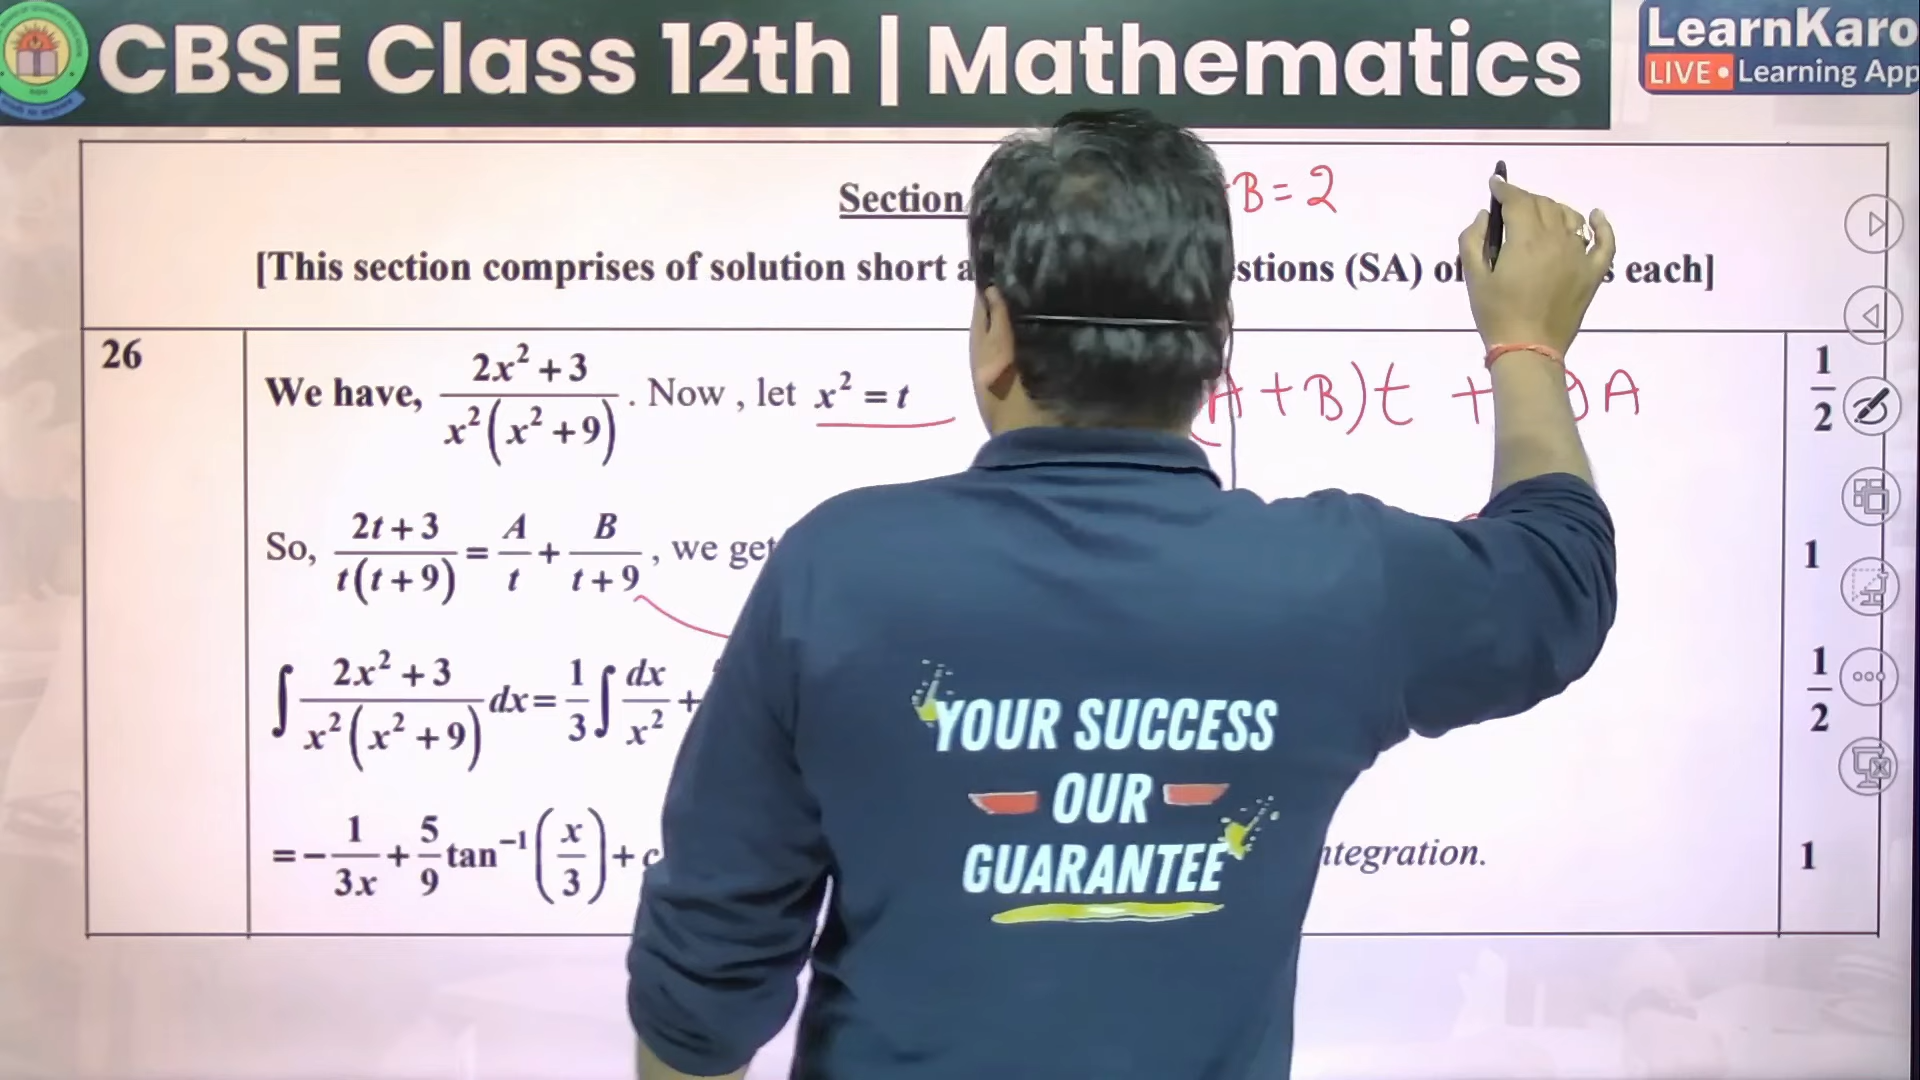 CBSE Class 12th | Mathematics
LearnKaro
LIVE • Learning App
B = 2
Section
[This section comprises of solution short a stions (SA) of s each]
26
We have, (2x² + 3)/(x²(x² + 9)) . Now , let x² = t
A + B)t + 9A
1/2
So, (2t + 3)/(t(t + 9)) = A/t + B/(t + 9) , we get
1
∫ (2x² + 3)/(x²(x² + 9)) dx = 1/3 ∫ dx/x² +
1/2
= − 1/(3x) + 5/9 tan⁻¹(x/3) + c
ntegration.
1
YOUR SUCCESS
OUR
GUARANTEE